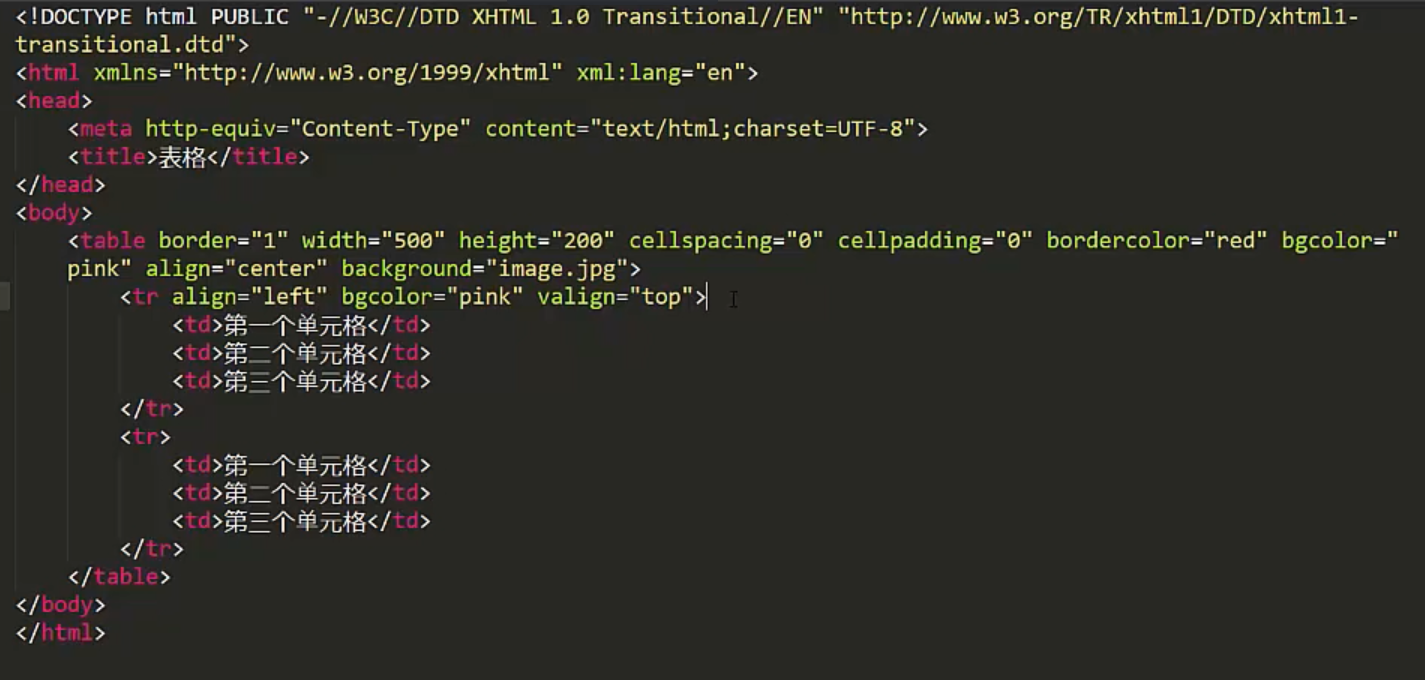 <!DOCTYPE html PUBLIC "-//W3C//DTD XHTML 1.0 Transitional//EN" "http://www.w3.org/TR/xhtml1/DTD/xhtml1-
transitional.dtd">
<html xmlns="http://www.w3.org/1999/xhtml" xml:lang="en">
<head>
    <meta http-equiv="Content-Type" content="text/html;charset=UTF-8">
    <title>表格</title>
</head>
<body>
    <table border="1" width="500" height="200" cellspacing="0" cellpadding="0" bordercolor="red" bgcolor="
    pink" align="center" background="image.jpg">
        <tr align="left" bgcolor="pink" valign="top">
            <td>第一个单元格</td>
            <td>第二个单元格</td>
            <td>第三个单元格</td>
        </tr>
        <tr>
            <td>第一个单元格</td>
            <td>第二个单元格</td>
            <td>第三个单元格</td>
        </tr>
    </table>
</body>
</html>